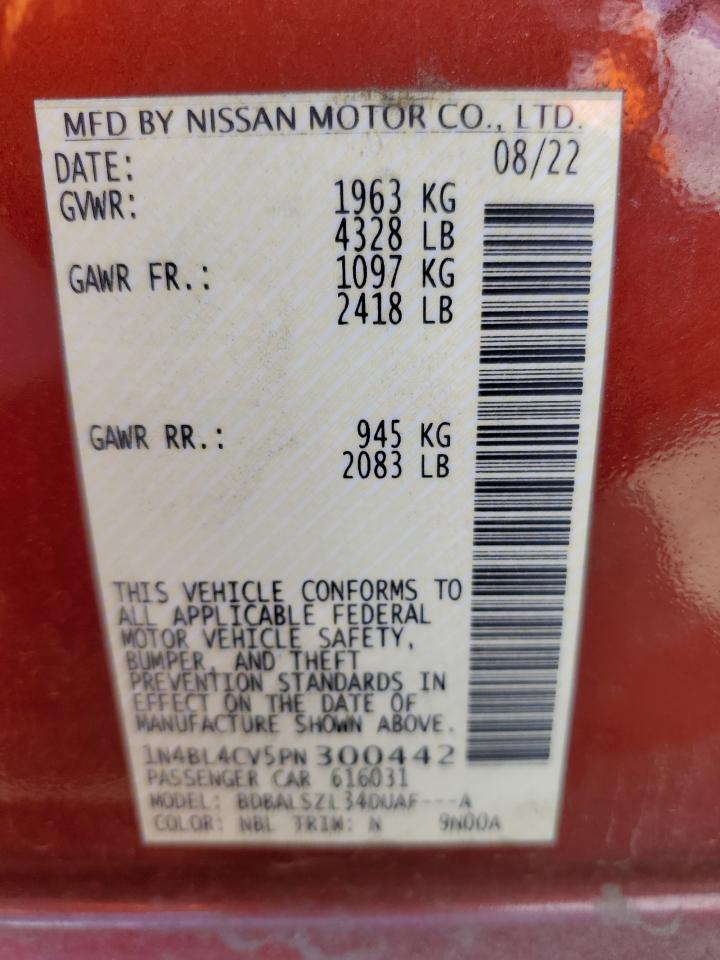 MFD BY NISSAN MOTOR CO., LTD.
DATE: 08/22
GVWR: 1963 KG
4328 LB
GAWR FR.: 1097 KG
2418 LB
GAWR RR.: 945 KG
2083 LB
THIS VEHICLE CONFORMS TO
ALL APPLICABLE FEDERAL
MOTOR VEHICLE SAFETY,
BUMPER, AND THEFT
PREVENTION STANDARDS IN
EFFECT ON THE DATE OF
MANUFACTURE SHOWN ABOVE.
1N4BL4CV5PN300442
PASSENGER CAR 616031
MODEL: BDBALSZL34DUAF---A
COLOR: NBL TRIM: N 9N00A